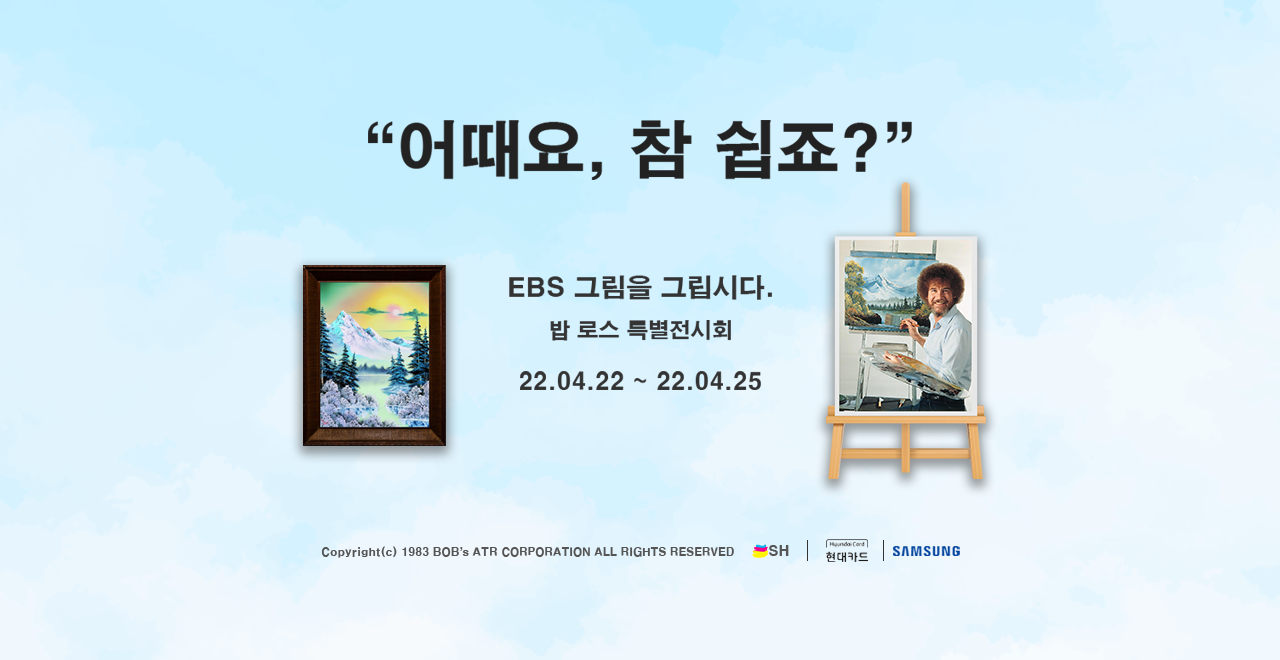 “어때요, 참 쉽죠?”
EBS 그림을 그립시다.
밥 로스 특별전시회
22.04.22 ~ 22.04.25
Copyright(c) 1983 BOB's ATR CORPORATION ALL RIGHTS RESERVED
SH
Hyundai Card
현대카드
SAMSUNG